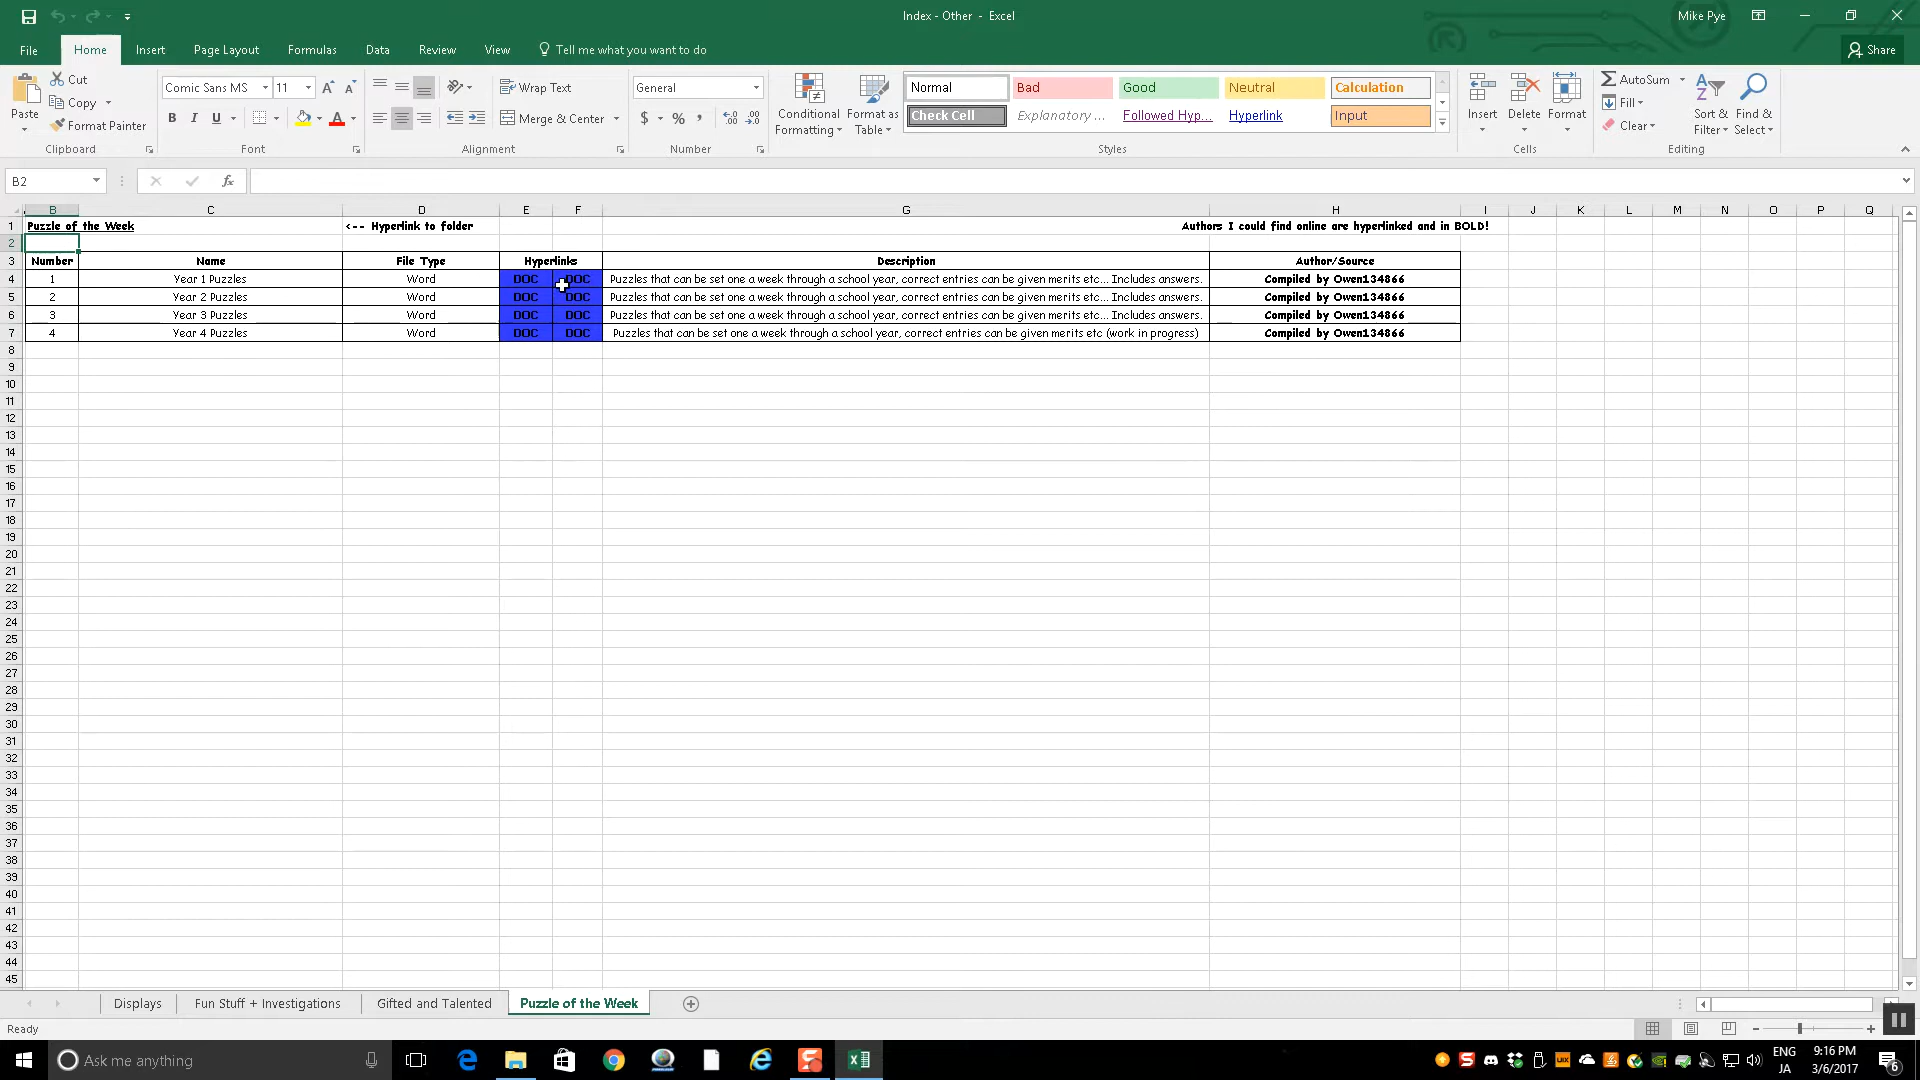 Index - Other - Excel
Mike Pye
File Home Insert Page Layout Formulas Data Review View Tell me what you want to do Share
Paste
Cut
Copy
Format Painter
Clipboard
Comic Sans MS 11
B I U
Font
Wrap Text
Merge & Center
Alignment
General
$ % ,
Number
Conditional Formatting
Format as Table
Normal Bad Good Neutral Calculation
Check Cell Explanatory ... Followed Hyp... Hyperlink Input
Styles
Insert Delete Format
Cells
AutoSum
Fill
Clear
Sort & Filter
Find & Select
Editing
B2
fx
B C D E F G H I J K L M N O P Q
1 Puzzle of the Week <-- Hyperlink to folder Authors I could find online are hyperlinked and in BOLD!
2
3 Number Name File Type Hyperlinks Description Author/Source
4 1 Year 1 Puzzles Word DOC DOC Puzzles that can be set one a week through a school year, correct entries can be given merits etc... Includes answers. Compiled by Owen134866
5 2 Year 2 Puzzles Word DOC DOC Puzzles that can be set one a week through a school year, correct entries can be given merits etc... Includes answers. Compiled by Owen134866
6 3 Year 3 Puzzles Word DOC DOC Puzzles that can be set one a week through a school year, correct entries can be given merits etc... Includes answers. Compiled by Owen134866
7 4 Year 4 Puzzles Word DOC DOC Puzzles that can be set one a week through a school year, correct entries can be given merits etc (work in progress) Compiled by Owen134866
8
9
10
11
12
13
14
15
16
17
18
19
20
21
22
23
24
25
26
27
28
29
30
31
32
33
34
35
36
37
38
39
40
41
42
43
44
45
Displays Fun Stuff + Investigations Gifted and Talented Puzzle of the Week
Ready
Ask me anything
ENG
JA
9:16 PM
3/6/2017
6